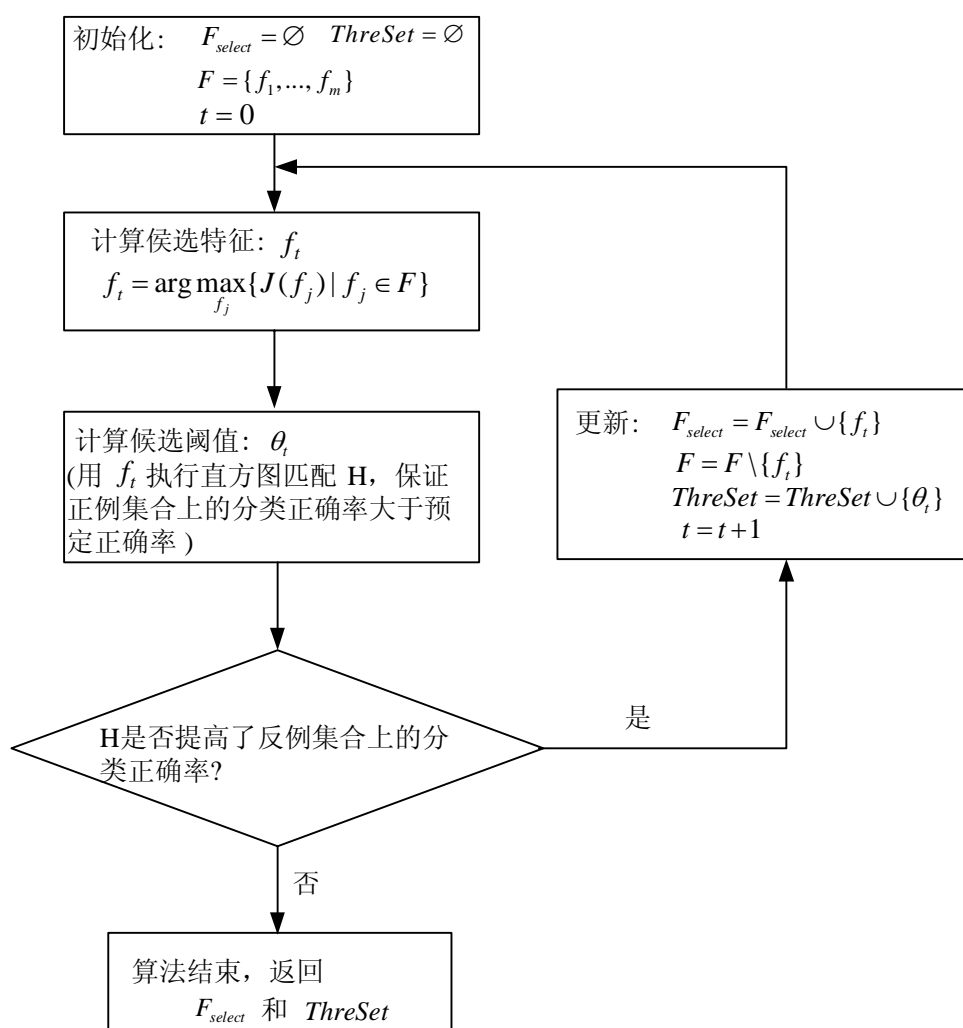 初始化: F_select = ∅ ThreSet = ∅
F = {f_1,..., f_m}
t = 0
计算侯选特征: f_t
f_t = arg max_{f_j}{J(f_j) | f_j ∈ F}
计算候选阈值: θ_t
(用 f_t 执行直方图匹配 H, 保证
正例集合上的分类正确率大于预
定正确率 )
更新: F_select = F_select ∪{f_t}
F = F \{f_t}
ThreSet = ThreSet ∪{θ_t}
t = t+1
H是否提高了反例集合上的分
类正确率?
是
否
算法结束, 返回
F_select 和 ThreSet